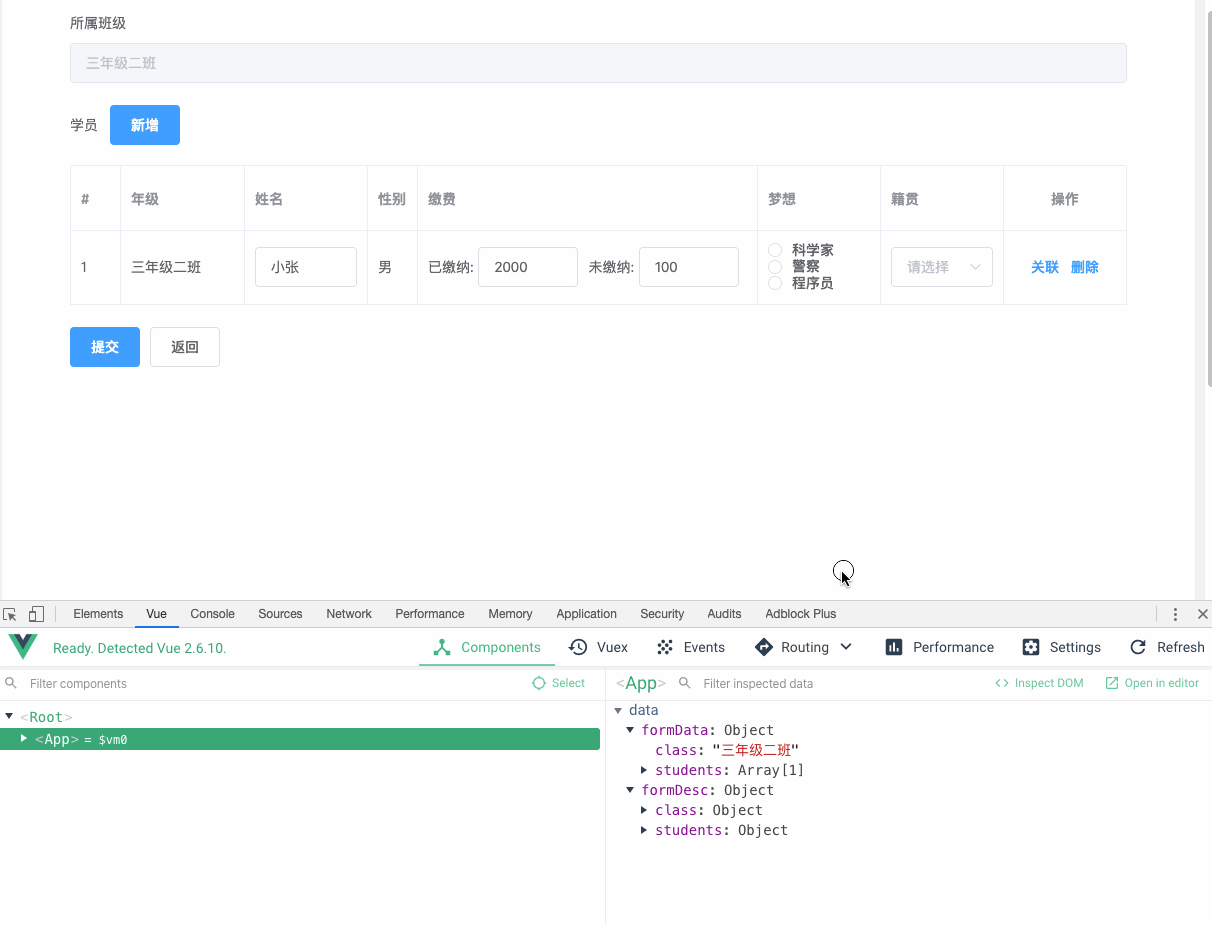 所属班级
三年级二班
学员 新增
# 年级 姓名 性别 缴费 梦想 籍贯 操作
1 三年级二班 小张 男 已缴纳: 2000 未缴纳: 100 科学家 警察 程序员 请选择 关联 删除
提交 返回
Elements Vue Console Sources Network Performance Memory Application Security Audits Adblock Plus
Ready. Detected Vue 2.6.10. Components Vuex Events Routing Performance Settings Refresh
Filter components Select <App> Filter inspected data Inspect DOM Open in editor
<Root>
<App> = $vm0
data
formData: Object
class: "三年级二班"
students: Array[1]
formDesc: Object
class: Object
students: Object